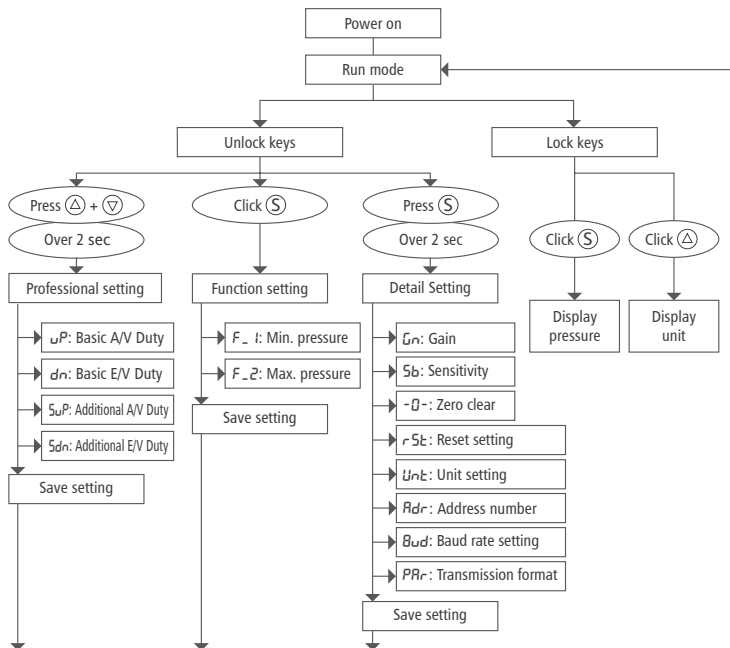 Power on
Run mode
Unlock keys
Lock keys
Press △ + ▽
Over 2 sec
Click Ⓢ
Press Ⓢ
Over 2 sec
Click Ⓢ
Click △
Professional setting
Function setting
Detail Setting
Display
pressure
Display
unit
uP: Basic A/V Duty
dn: Basic E/V Duty
SuP: Additional A/V Duty
Sdn: Additional E/V Duty
Save setting
F_1: Min. pressure
F_2: Max. pressure
Save setting
Gn: Gain
Sb: Sensitivity
-0-: Zero clear
rSt: Reset setting
Unt: Unit setting
Adr: Address number
Bud: Baud rate setting
PAr: Transmission format
Save setting